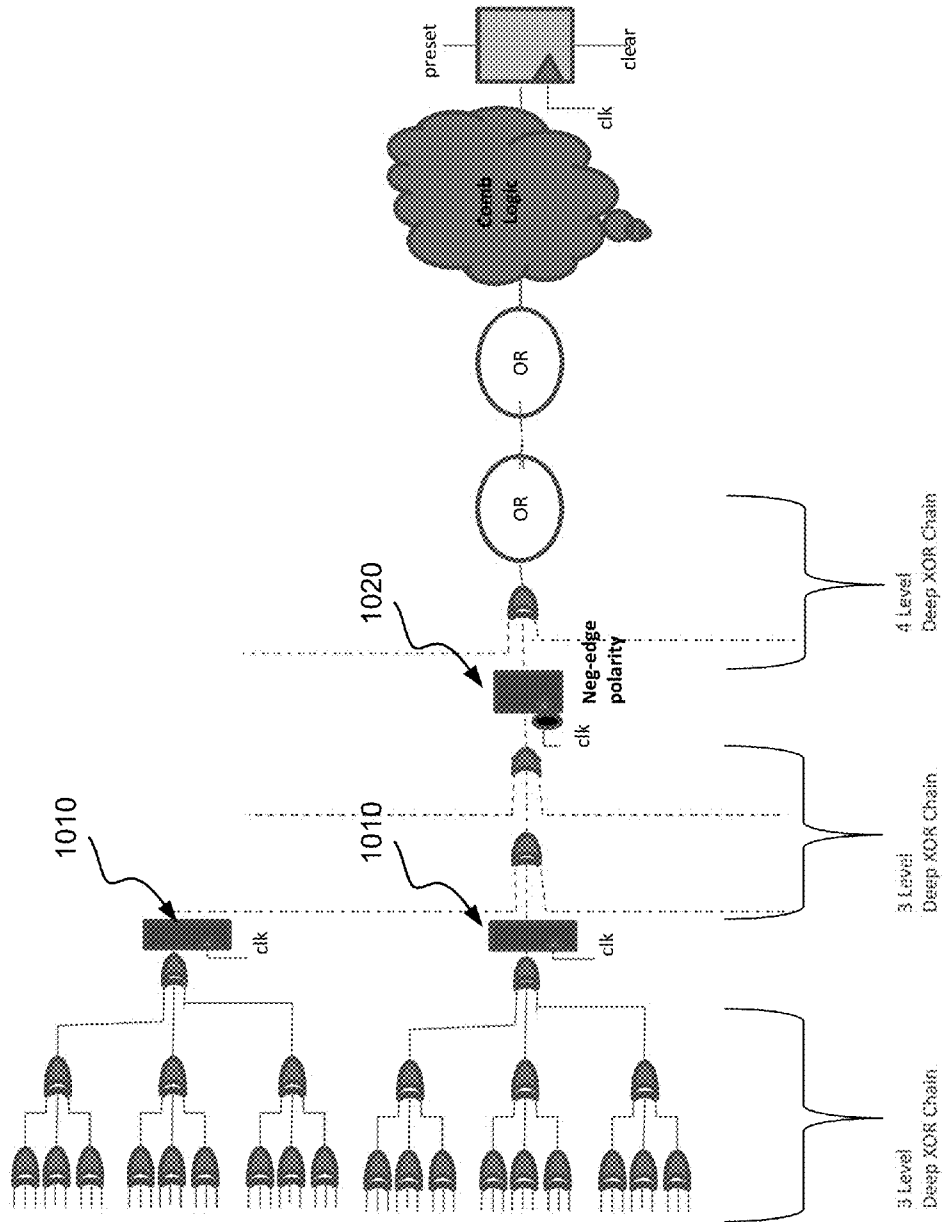 preset
clear
clk
Comb
Logic
OR
OR
1020
Neg-edge
polarity
clk
1010
1010
clk
clk
4 Level
Deep XOR Chain
3 Level
Deep XOR Chain
3 Level
Deep XOR Chain